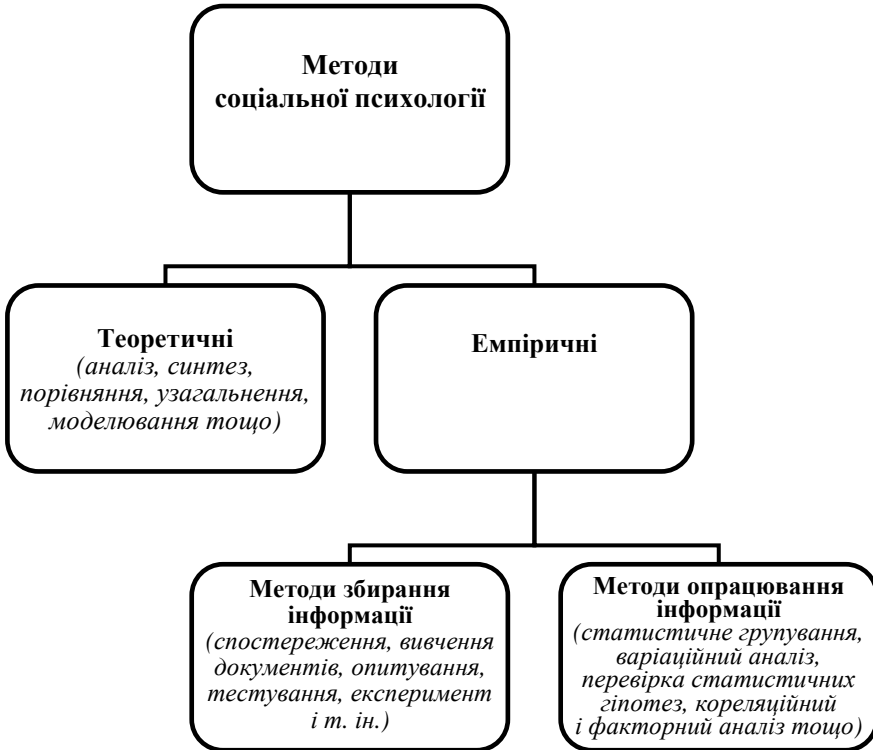 Методи
соціальної психології
Теоретичні
(аналіз, синтез,
порівняння, узагальнення,
моделювання тощо)
Емпіричні
Методи збирання
інформації
(спостереження, вивчення
документів, опитування,
тестування, експеримент
і т. ін.)
Методи опрацювання
інформації
(статистичне групування,
варіаційний аналіз,
перевірка статистичних
гіпотез, кореляційний
і факторний аналіз тощо)